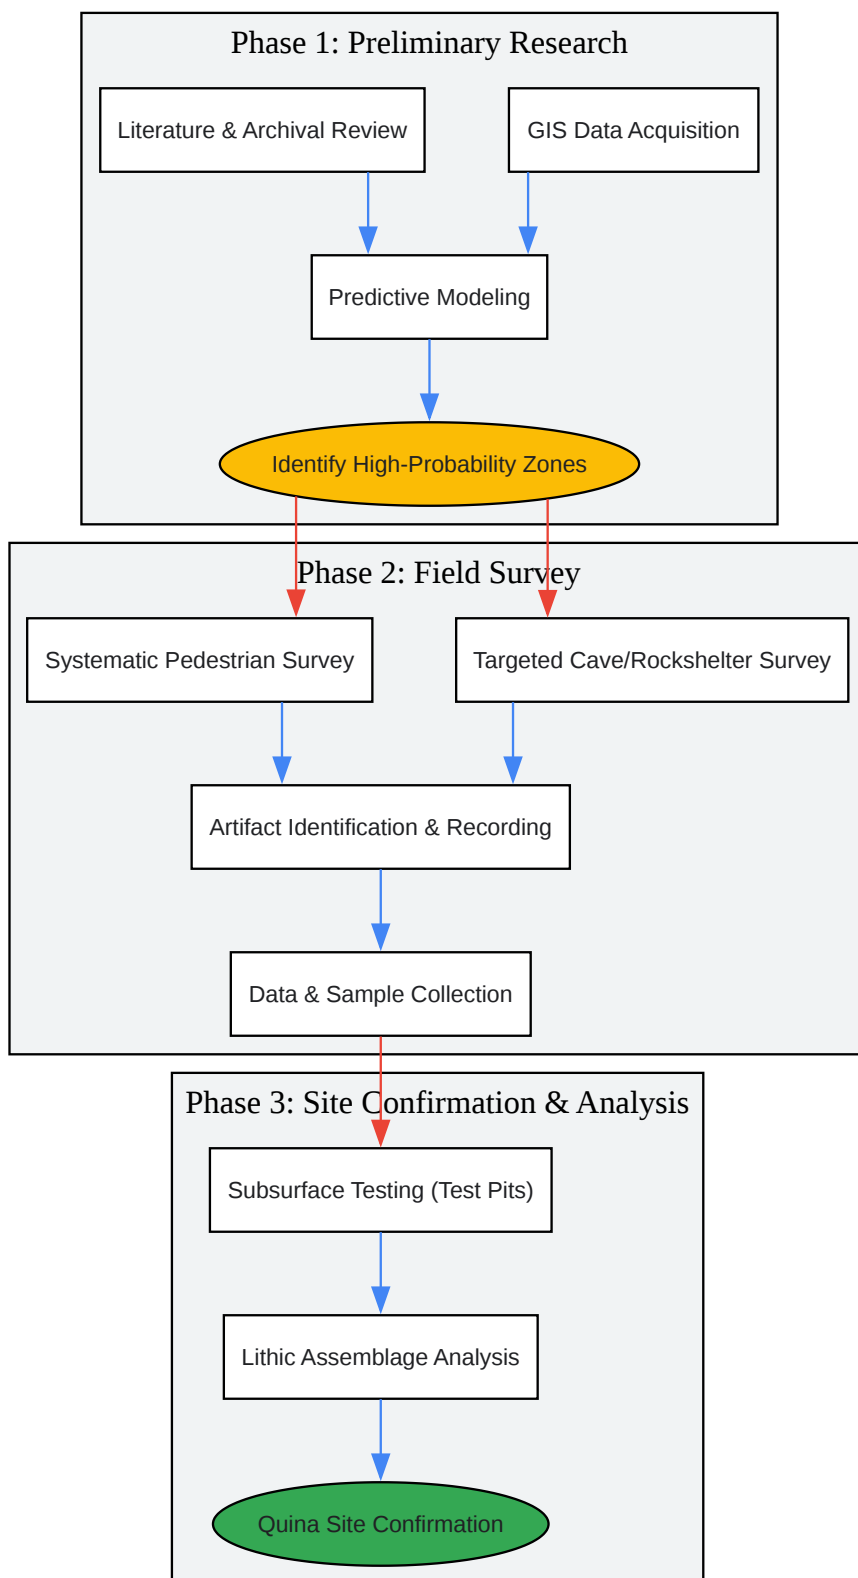 Phase 1: Preliminary Research
Literature & Archival Review
GIS Data Acquisition
Predictive Modeling
Identify High-Probability Zones
Phase 2: Field Survey
Systematic Pedestrian Survey
Targeted Cave/Rockshelter Survey
Artifact Identification & Recording
Data & Sample Collection
Phase 3: Site Confirmation & Analysis
Subsurface Testing (Test Pits)
Lithic Assemblage Analysis
Quina Site Confirmation